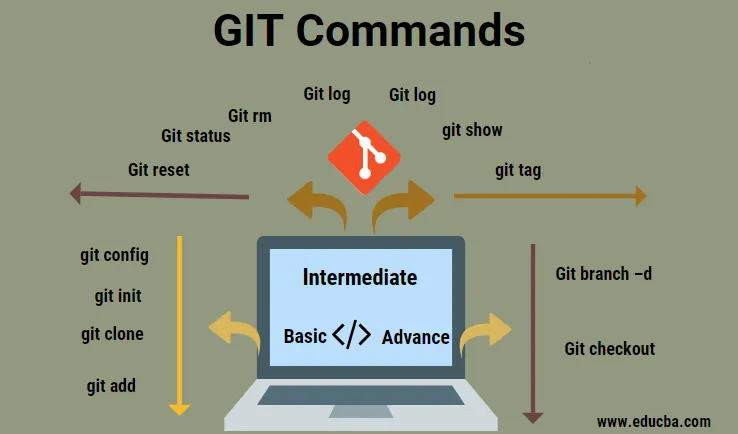 GIT Commands
Git log
Git log
Git rm
git show
Git status
Git reset
git tag
git config
git init
git clone
git add
Intermediate
Basic </> Advance
Git branch –d
Git checkout
www.educba.com